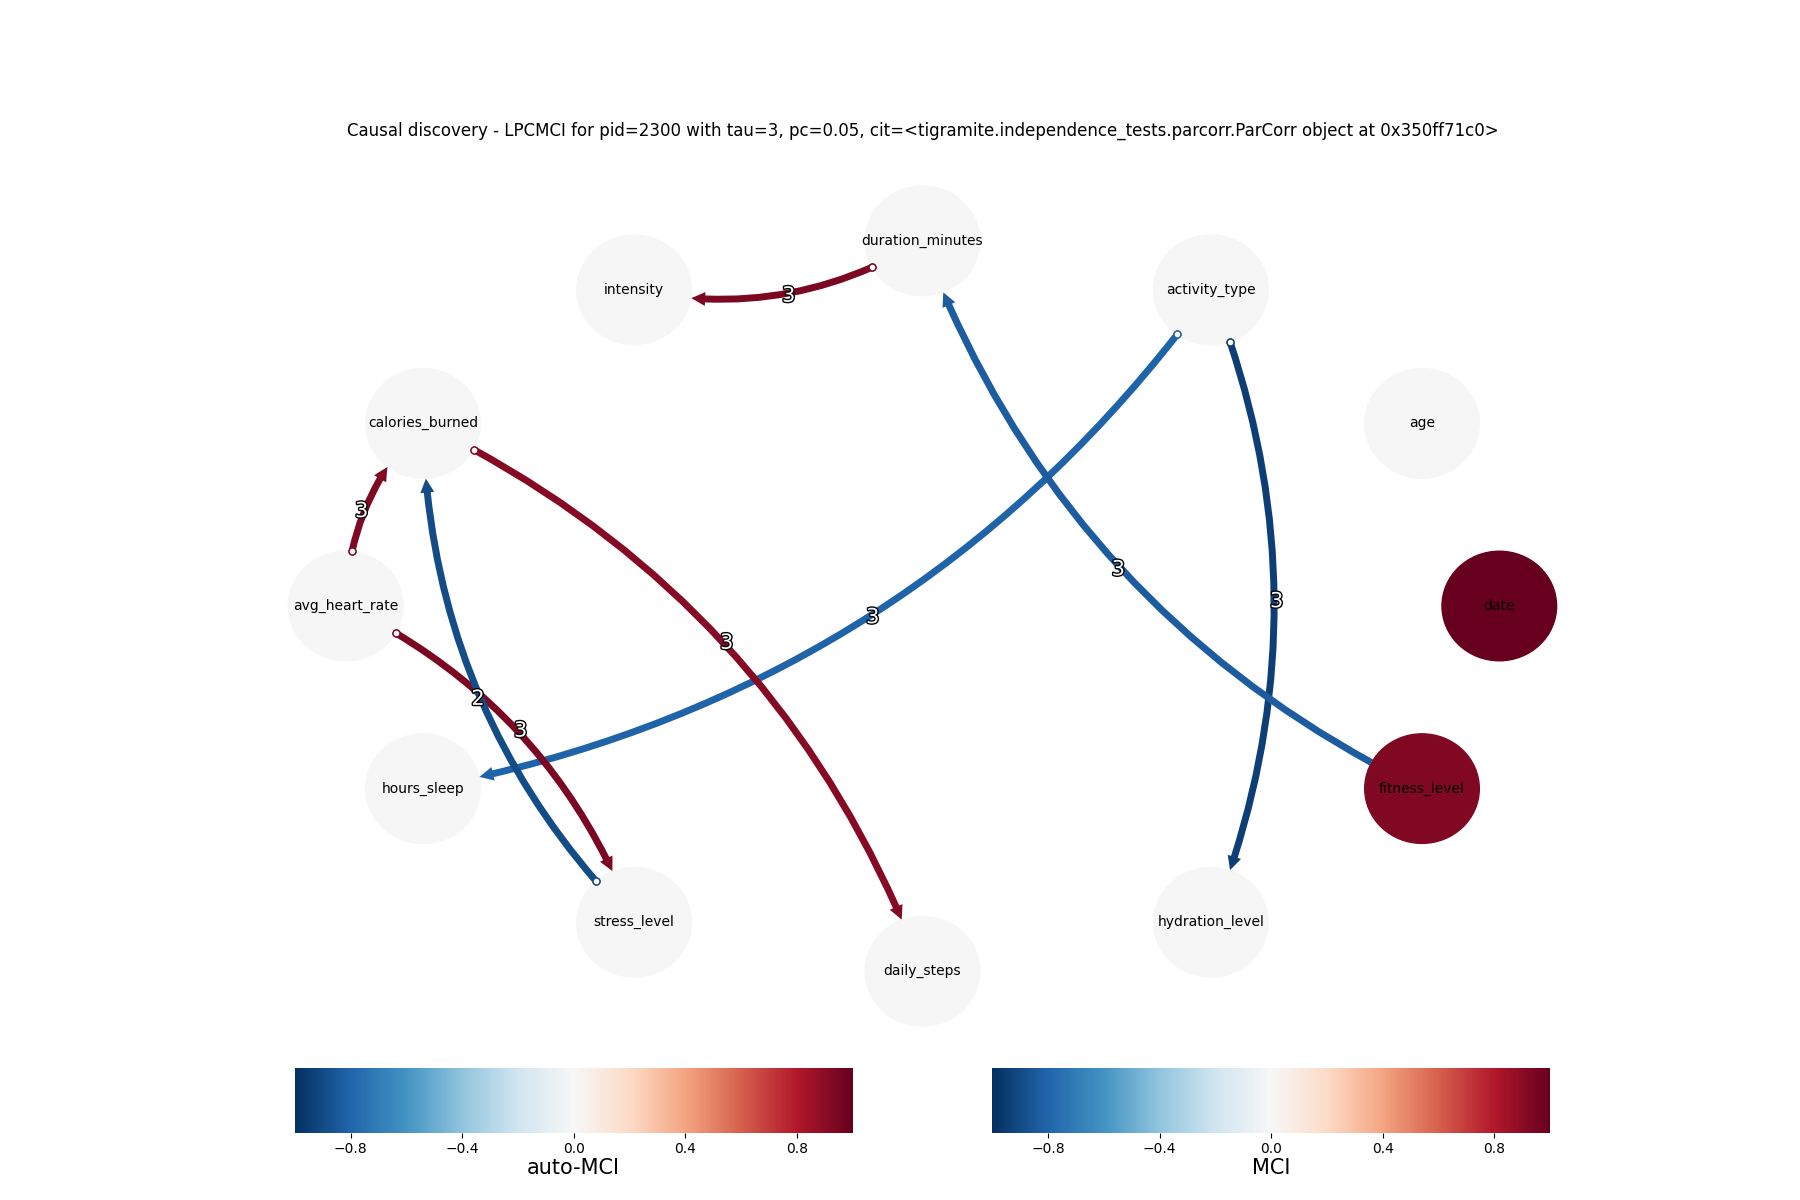 Causal discovery - LPCMCI for pid=2300 with tau=3, pc=0.05, cit=<tigramite.independence_tests.parcorr.ParCorr object at 0x350ff71c0>
duration_minutes
intensity
activity_type
3
calories_burned
age
3
3
avg_heart_rate
3
date
3
3
2
3
hours_sleep
fitness_level
stress_level
hydration_level
daily_steps
−0.8 −0.4 0.0 0.4 0.8
auto-MCI
−0.8 −0.4 0.0 0.4 0.8
MCI